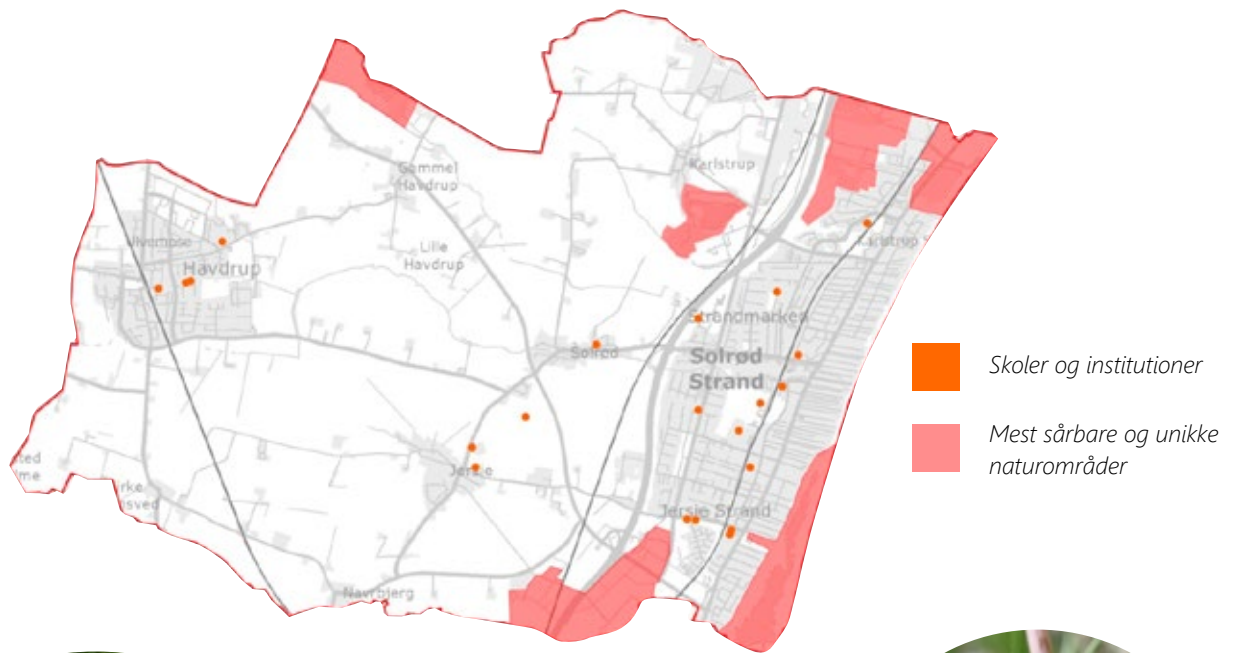 Karlstrup
Gammel
Havdrup
Karlstrup
Ulvemose
Lille
Havdrup
Havdrup
Strandmarken
Solrød
Solrød
Strand
Skoler og institutioner
Mest sårbare og unikke
naturområder
Jersie
Jersie Strand
Navrbjerg